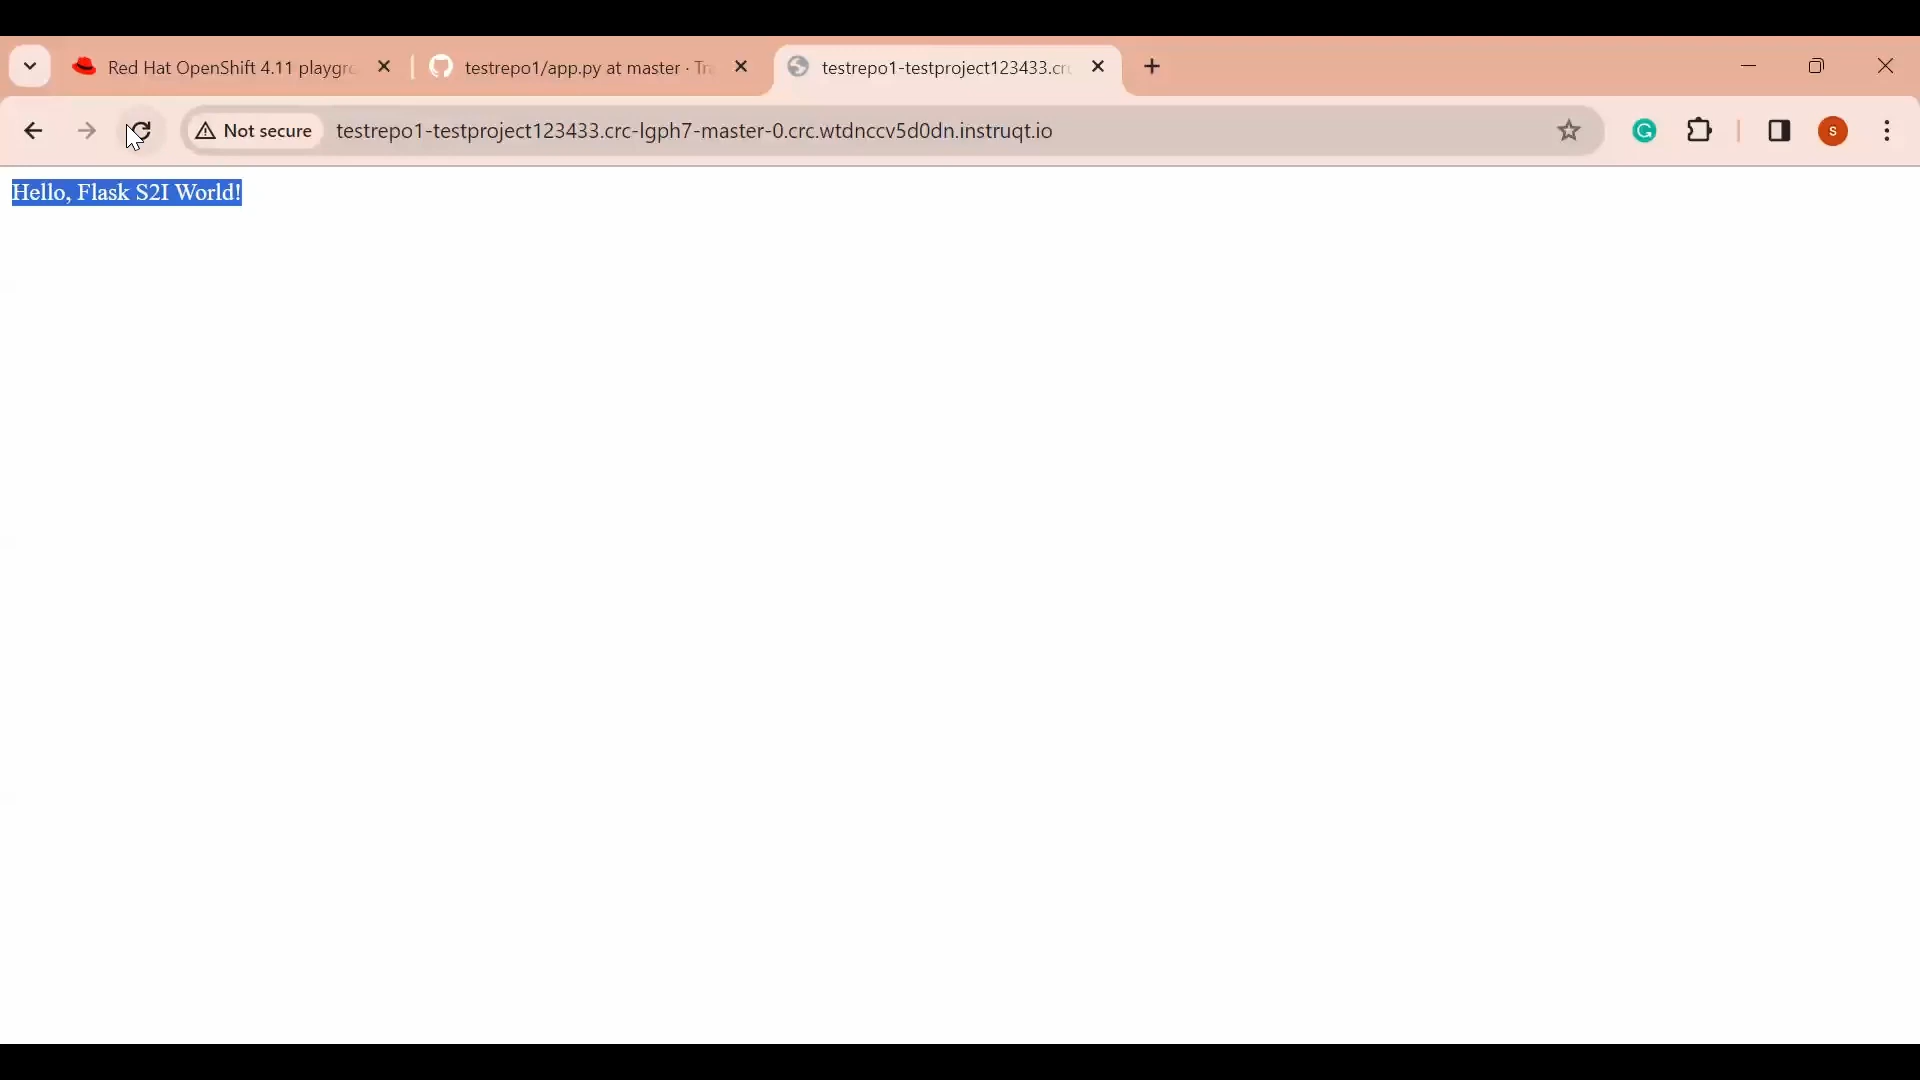 Red Hat OpenShift 4.11 playgr
testrepo1/app.py at master · Tr
testrepo1-testproject123433.cr
Not secure
testrepo1-testproject123433.crc-lgph7-master-0.crc.wtdnccv5d0dn.instruqt.io
S
Hello, Flask S2I World!